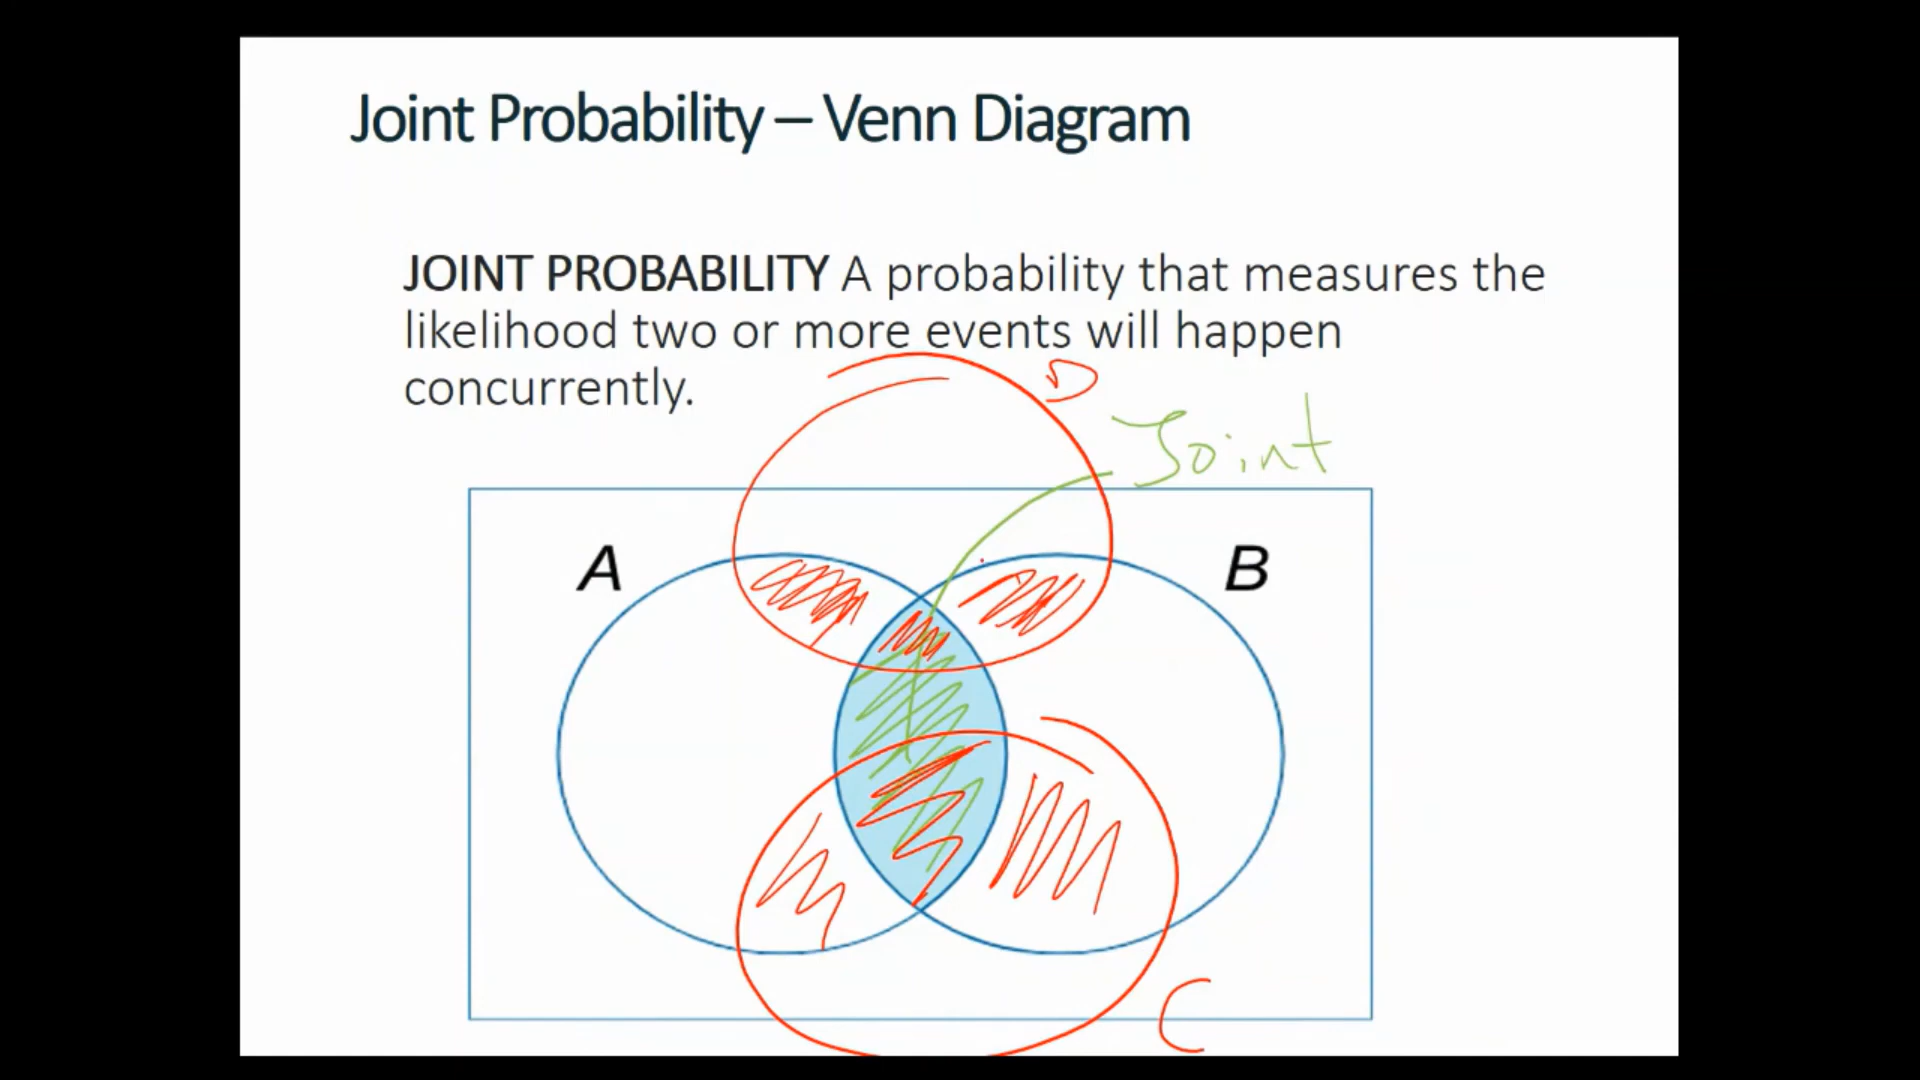 Joint Probability – Venn Diagram
JOINT PROBABILITY A probability that measures the
likelihood two or more events will happen
concurrently.
D
Joint
A
B
C